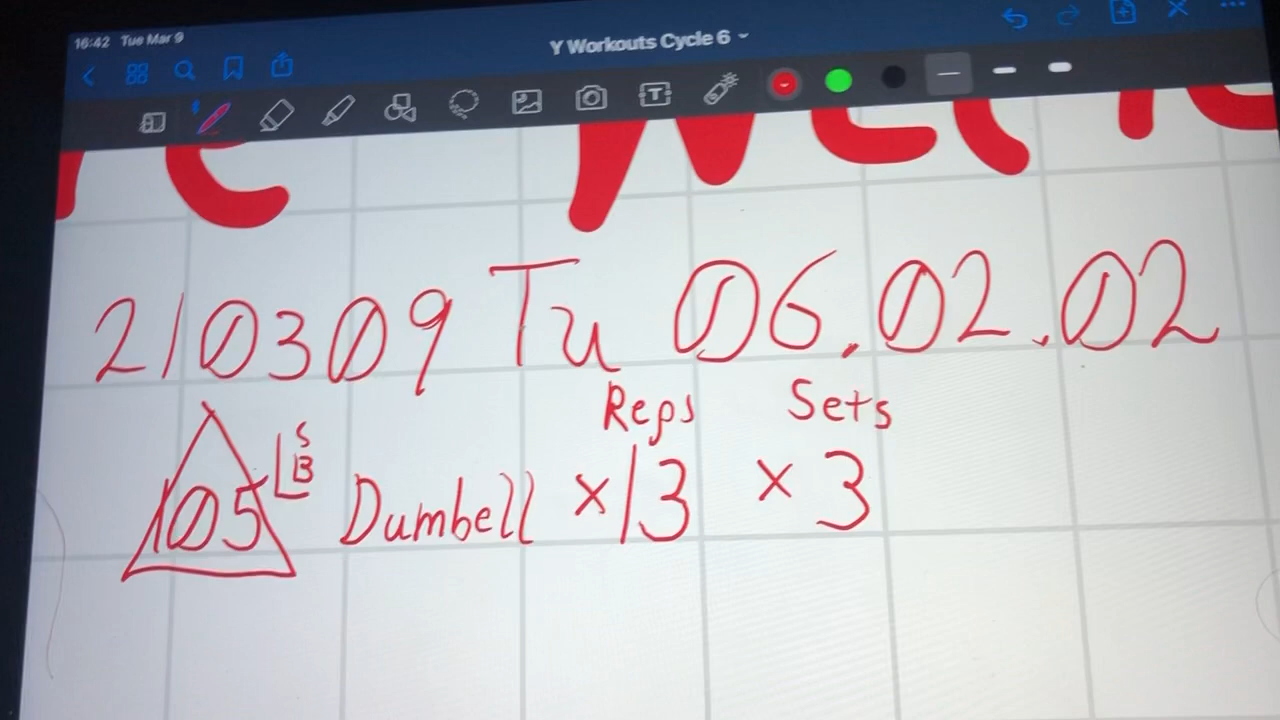 16:42 Tue Mar 9
Y Workouts Cycle 6
T
210309 Tu 06.02.02
Reps Sets
105 LBS Dumbell ×13 × 3